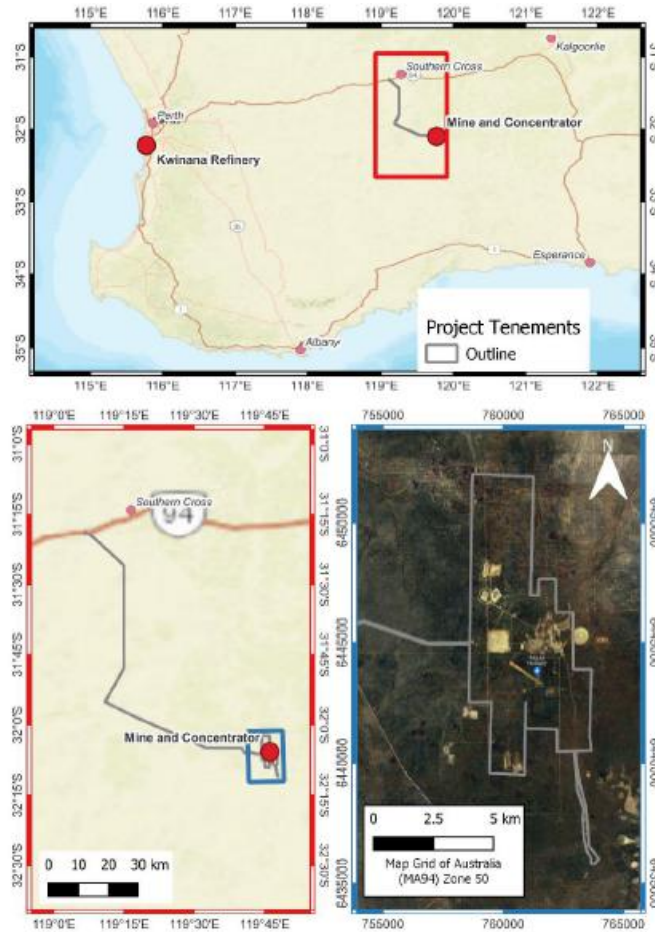 115°E 116°E 117°E 118°E 119°E 120°E 121°E 122°E
31°S
32°S
33°S
34°S
35°S
Kalgoorlie
Southern Cross
94
Perth
Mine and Concentrator
Kwinana Refinery
Esperance
1
Albany
Project Tenements
Outline
115°E 116°E 117°E 118°E 119°E 120°E 121°E 122°E
119°0'E 119°15'E 119°30'E 119°45'E
31°0'S
31°15'S
31°30'S
31°45'S
32°0'S
32°15'S
32°30'S
Southern Cross
94
Mine and Concentrator
0 10 20 30 km
119°0'E 119°15'E 119°30'E 119°45'E
755000 760000 765000
N
6450000
6445000
6440000
6435000
0 2.5 5 km
Map Grid of Australia
(MA94) Zone 50
755000 760000 765000